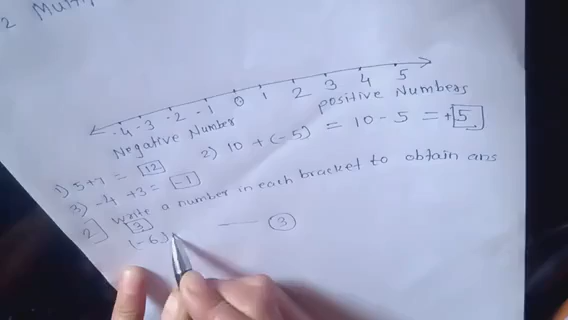 2 Multip
-4 -3 -2 -1 0 1 2 3 4 5
Negative Number positive Numbers
1) 5+7 = 12 2) 10 + (-5) = 10 - 5 = +5
3) -4 +3 = -1
2 Write a number in each bracket to obtain ans
3 3
(-6)